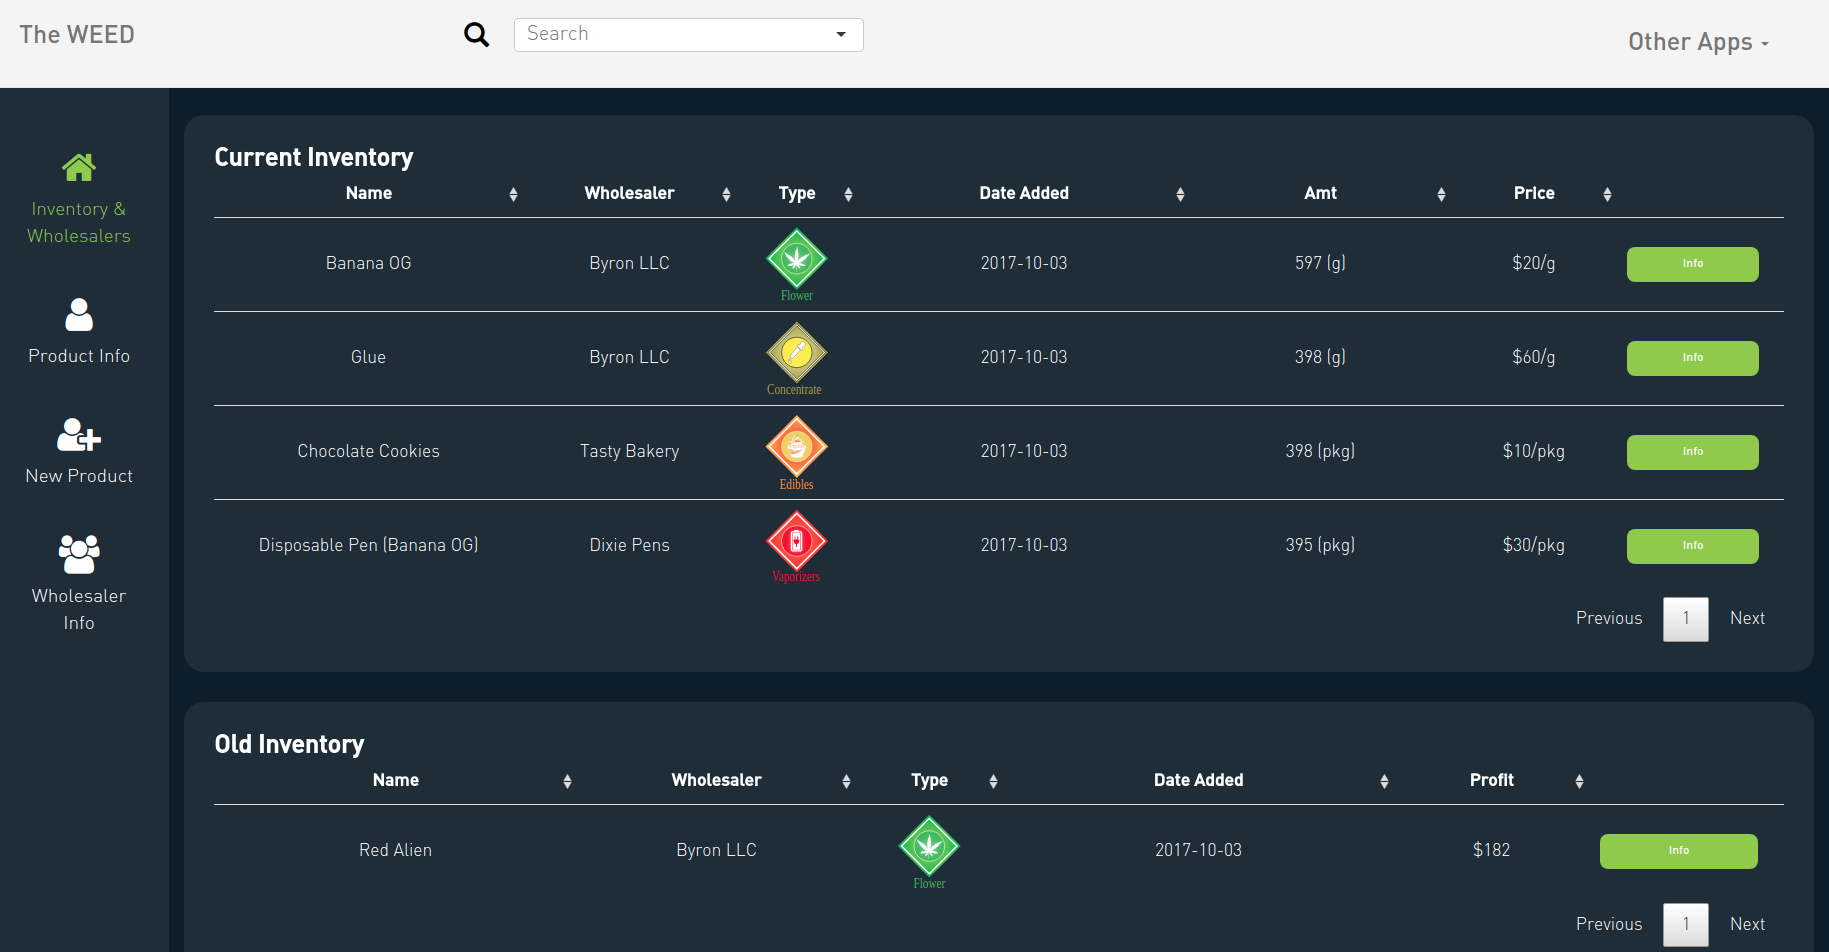 The WEED
Search
Other Apps
Inventory &
Wholesalers
Product Info
New Product
Wholesaler
Info
Current Inventory
Name Wholesaler Type Date Added Amt Price
Banana OG Byron LLC Flower 2017-10-03 597 (g) $20/g Info
Glue Byron LLC Concentrate 2017-10-03 398 (g) $60/g Info
Chocolate Cookies Tasty Bakery Edibles 2017-10-03 398 (pkg) $10/pkg Info
Disposable Pen (Banana OG) Dixie Pens Vaporizers 2017-10-03 395 (pkg) $30/pkg Info
Previous 1 Next
Old Inventory
Name Wholesaler Type Date Added Profit
Red Alien Byron LLC Flower 2017-10-03 $182 Info
Previous 1 Next